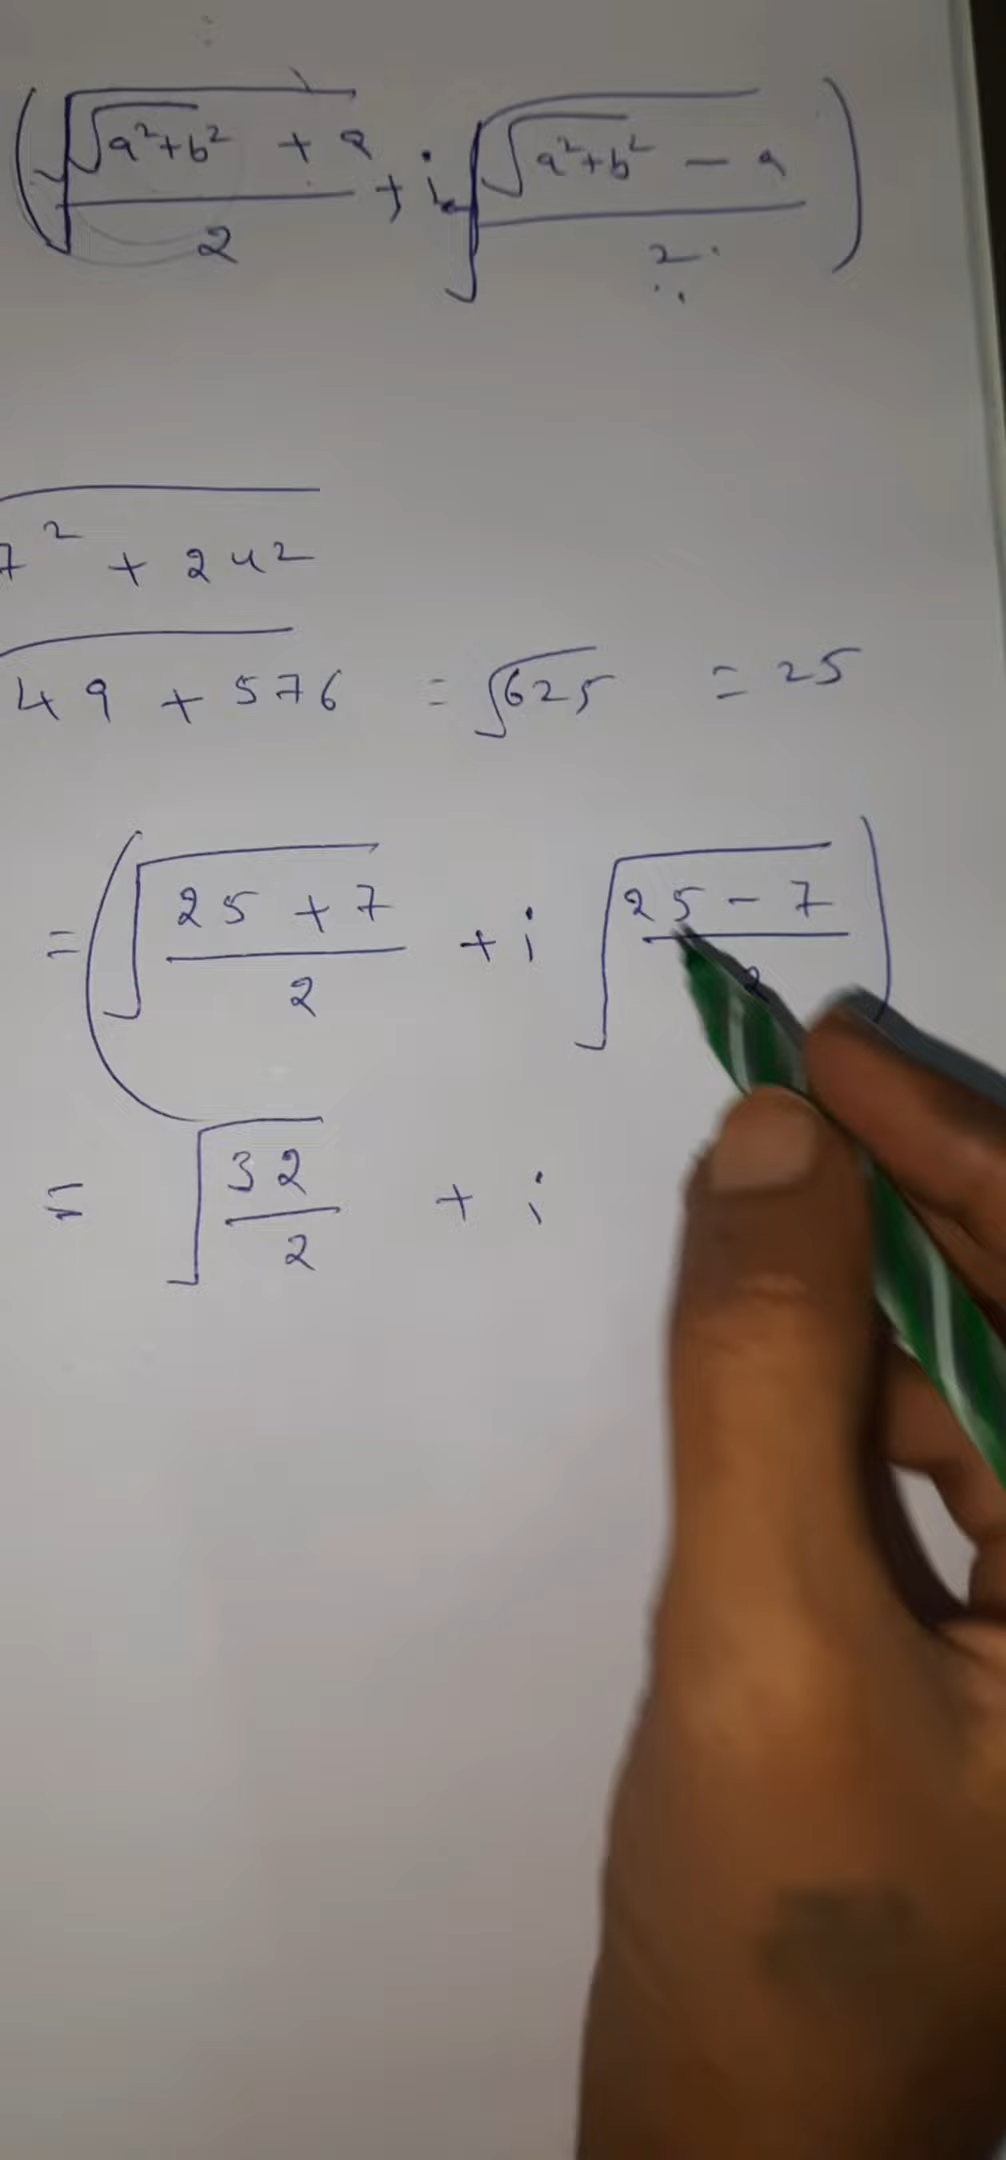 (√((√(a²+b²) + a)/2) + i√((√(a²+b²) - a)/2))
√(7² + 24²)
√(49 + 576) = √625 = 25
= (√((25 + 7)/2) + i √((25 - 7)/2))
= √(32/2) + i